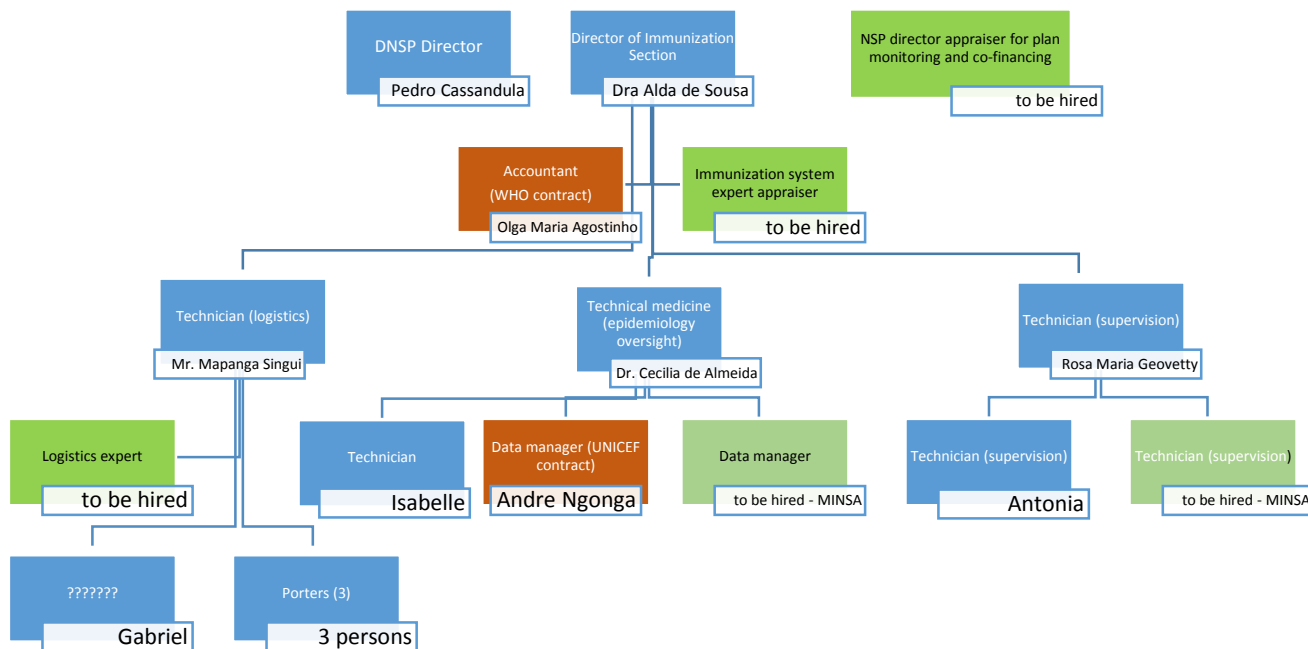 DNSP Director
Pedro Cassandula
Director of Immunization
Section
Dra Alda de Sousa
NSP director appraiser for plan
monitoring and co-financing
to be hired
Accountant
(WHO contract)
Olga Maria Agostinho
Immunization system
expert appraiser
to be hired
Technician (logistics)
Mr. Mapanga Singui
Technical medicine
(epidemiology
oversight)
Dr. Cecilia de Almeida
Technician (supervision)
Rosa Maria Geovetty
Logistics expert
to be hired
Technician
Isabelle
Data manager (UNICEF
contract)
Andre Ngonga
Data manager
to be hired - MINSA
Technician (supervision)
Antonia
Technician (supervision)
to be hired - MINSA
???????
Gabriel
Porters (3)
3 persons